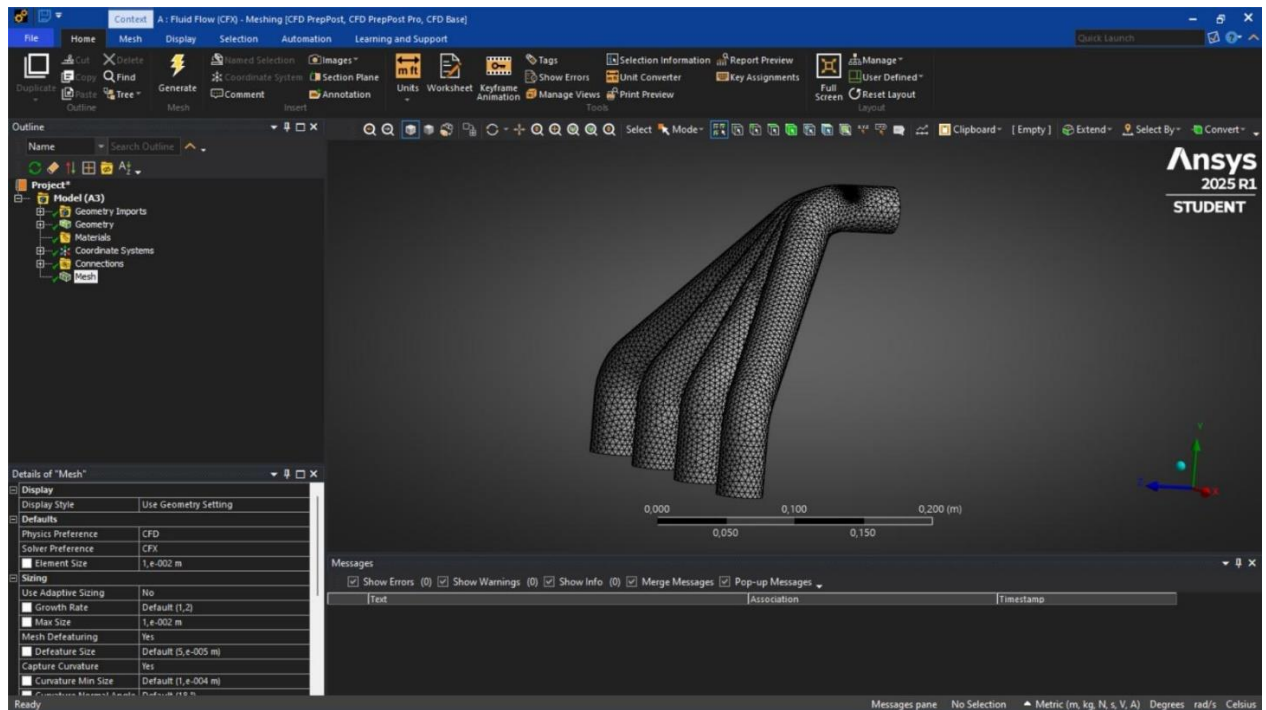 Context A : Fluid Flow (CFX) - Meshing [CFD PrepPost, CFD PrepPost Pro, CFD Base]
File Home Mesh Display Selection Automation Learning and Support Quick Launch
Cut Delete Named Selection Images Tags Selection Information Report Preview Manage
Copy Find Coordinate System Section Plane Show Errors Unit Converter Key Assignments User Defined
Duplicate Paste Tree Generate Comment Annotation Units Worksheet Keyframe Animation Manage Views Print Preview Full Screen Reset Layout
m ft
Outline Mesh Insert Tools Layout
Outline
Select Mode Clipboard [ Empty ] Extend Select By Convert
Name Search Outline
Project*
Model (A3)
Geometry Imports
Geometry
Materials
Coordinate Systems
Connections
Mesh
Ansys
2025 R1
STUDENT
Y
Z X
0,000 0,100 0,200 (m)
0,050 0,150
Details of "Mesh"
Display
Display Style Use Geometry Setting
Defaults
Physics Preference CFD
Solver Preference CFX
Element Size 1,e-002 m
Sizing
Use Adaptive Sizing No
Growth Rate Default (1,2)
Max Size 1,e-002 m
Mesh Defeaturing Yes
Defeature Size Default (5,e-005 m)
Capture Curvature Yes
Curvature Min Size Default (1,e-004 m)
Curvature Normal Angle Default (18 °)
Messages
Show Errors (0) Show Warnings (0) Show Info (0) Merge Messages Pop-up Messages
Text Association Timestamp
Ready Messages pane No Selection Metric (m, kg, N, s, V, A) Degrees rad/s Celsius